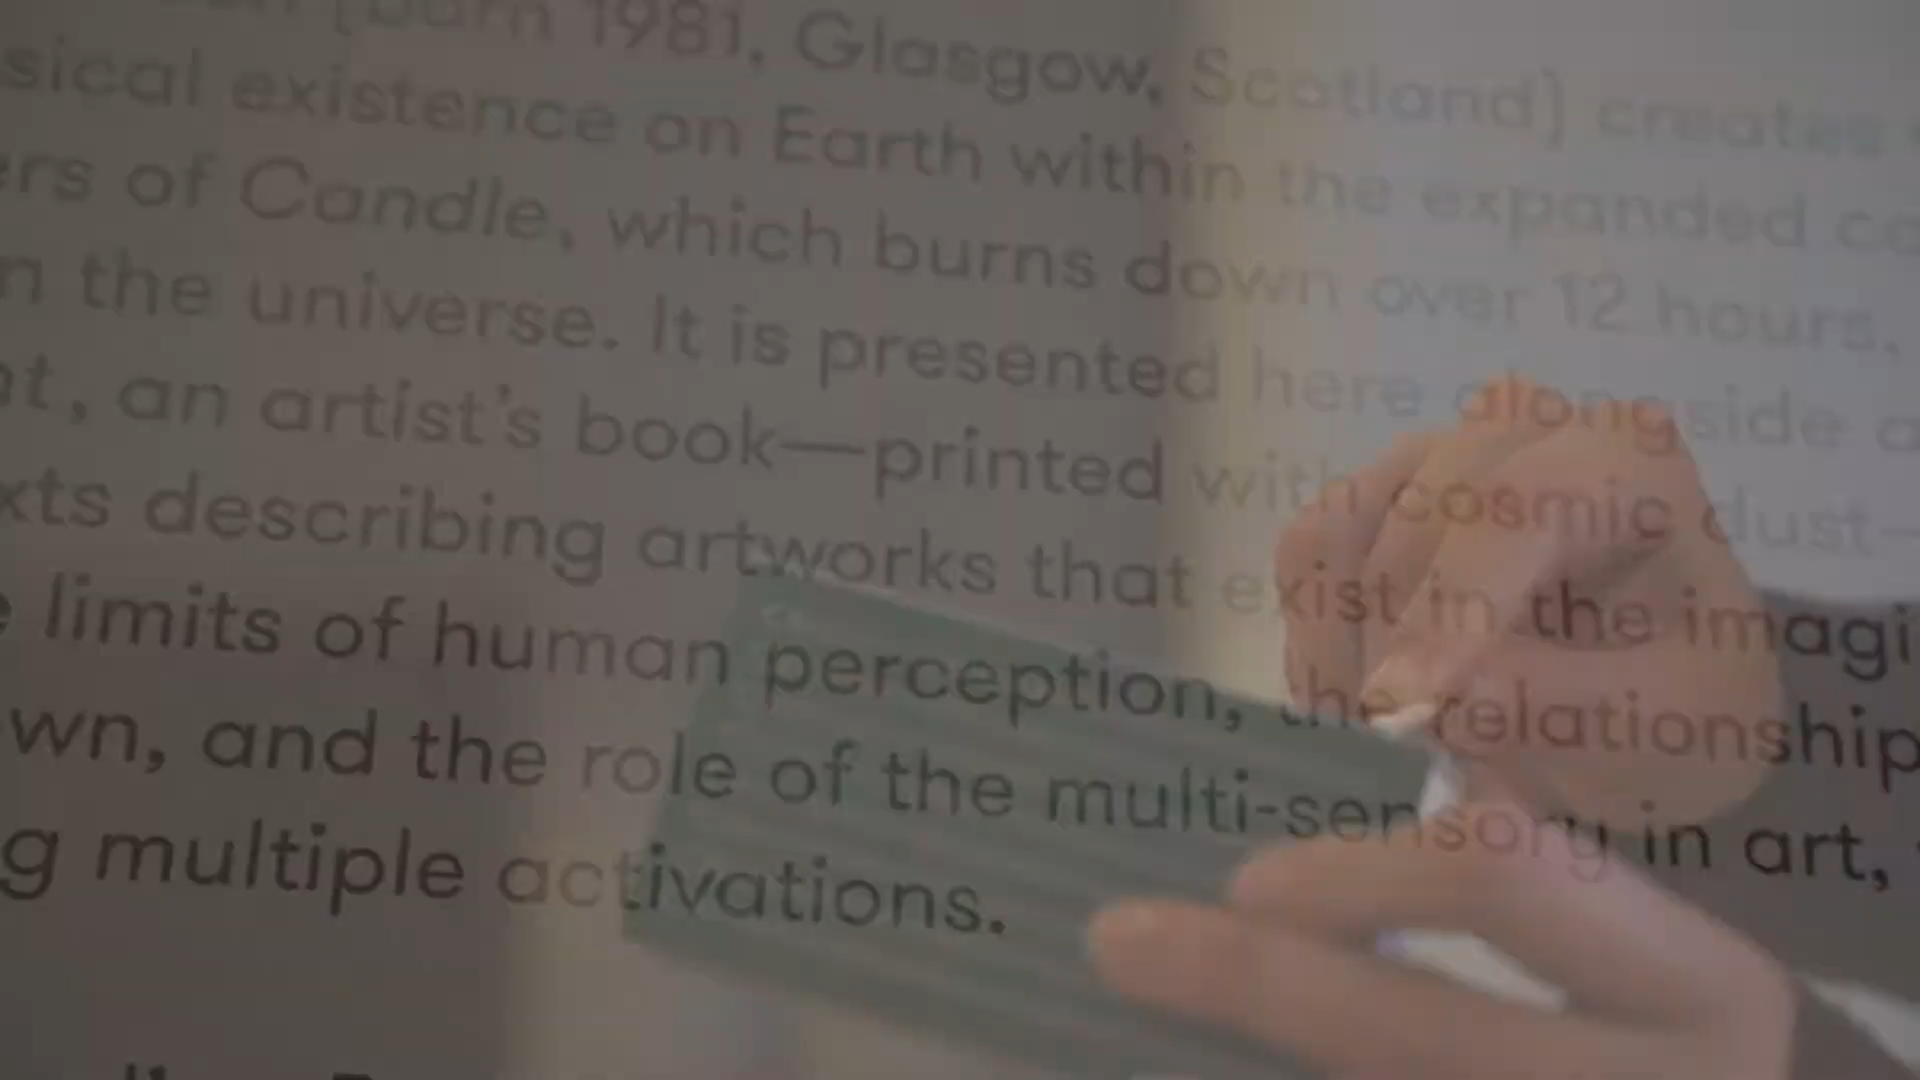 [born 1981, Glasgow, Scotland) creates
sical existence on Earth within the expanded co
ers of Candle, which burns down over 12 hours.
n the universe. It is presented here alongside a
nt, an artist's book—printed with cosmic dust—
xts describing artworks that exist in the imagi
e limits of human perception, the relationship
wn, and the role of the multi-sensory in art,
g multiple activations.